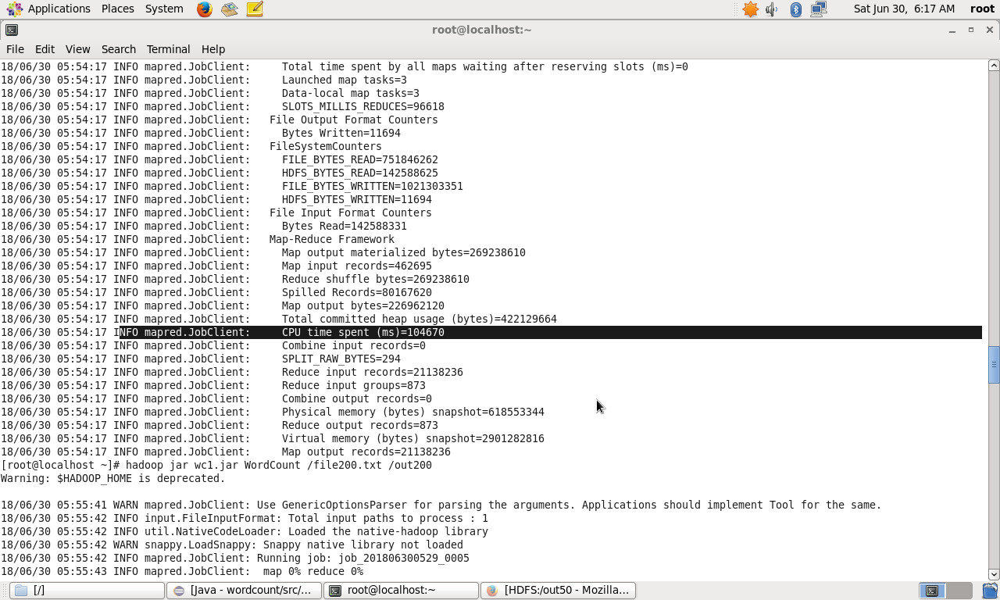 Applications Places System Sat Jun 30, 6:17 AM root
root@localhost:~
File Edit View Search Terminal Help
18/06/30 05:54:17 INFO mapred.JobClient:     Total time spent by all maps waiting after reserving slots (ms)=0
18/06/30 05:54:17 INFO mapred.JobClient:     Launched map tasks=3
18/06/30 05:54:17 INFO mapred.JobClient:     Data-local map tasks=3
18/06/30 05:54:17 INFO mapred.JobClient:     SLOTS_MILLIS_REDUCES=96618
18/06/30 05:54:17 INFO mapred.JobClient:   File Output Format Counters
18/06/30 05:54:17 INFO mapred.JobClient:     Bytes Written=11694
18/06/30 05:54:17 INFO mapred.JobClient:   FileSystemCounters
18/06/30 05:54:17 INFO mapred.JobClient:     FILE_BYTES_READ=751846262
18/06/30 05:54:17 INFO mapred.JobClient:     HDFS_BYTES_READ=142588625
18/06/30 05:54:17 INFO mapred.JobClient:     FILE_BYTES_WRITTEN=1021303351
18/06/30 05:54:17 INFO mapred.JobClient:     HDFS_BYTES_WRITTEN=11694
18/06/30 05:54:17 INFO mapred.JobClient:   File Input Format Counters
18/06/30 05:54:17 INFO mapred.JobClient:     Bytes Read=142588331
18/06/30 05:54:17 INFO mapred.JobClient:   Map-Reduce Framework
18/06/30 05:54:17 INFO mapred.JobClient:     Map output materialized bytes=269238610
18/06/30 05:54:17 INFO mapred.JobClient:     Map input records=462695
18/06/30 05:54:17 INFO mapred.JobClient:     Reduce shuffle bytes=269238610
18/06/30 05:54:17 INFO mapred.JobClient:     Spilled Records=80167620
18/06/30 05:54:17 INFO mapred.JobClient:     Map output bytes=226962120
18/06/30 05:54:17 INFO mapred.JobClient:     Total committed heap usage (bytes)=422129664
18/06/30 05:54:17 INFO mapred.JobClient:     CPU time spent (ms)=104670
18/06/30 05:54:17 INFO mapred.JobClient:     Combine input records=0
18/06/30 05:54:17 INFO mapred.JobClient:     SPLIT_RAW_BYTES=294
18/06/30 05:54:17 INFO mapred.JobClient:     Reduce input records=21138236
18/06/30 05:54:17 INFO mapred.JobClient:     Reduce input groups=873
18/06/30 05:54:17 INFO mapred.JobClient:     Combine output records=0
18/06/30 05:54:17 INFO mapred.JobClient:     Physical memory (bytes) snapshot=618553344
18/06/30 05:54:17 INFO mapred.JobClient:     Reduce output records=873
18/06/30 05:54:17 INFO mapred.JobClient:     Virtual memory (bytes) snapshot=2901282816
18/06/30 05:54:17 INFO mapred.JobClient:     Map output records=21138236
[root@localhost ~]# hadoop jar wc1.jar WordCount /file200.txt /out200
Warning: $HADOOP_HOME is deprecated.
18/06/30 05:55:41 WARN mapred.JobClient: Use GenericOptionsParser for parsing the arguments. Applications should implement Tool for the same.
18/06/30 05:55:42 INFO input.FileInputFormat: Total input paths to process : 1
18/06/30 05:55:42 INFO util.NativeCodeLoader: Loaded the native-hadoop library
18/06/30 05:55:42 WARN snappy.LoadSnappy: Snappy native library not loaded
18/06/30 05:55:42 INFO mapred.JobClient: Running job: job_201806300529_0005
18/06/30 05:55:43 INFO mapred.JobClient:  map 0% reduce 0%
[/] [Java - wordcount/src/... root@localhost:~ [HDFS:/out50 - Mozilla...